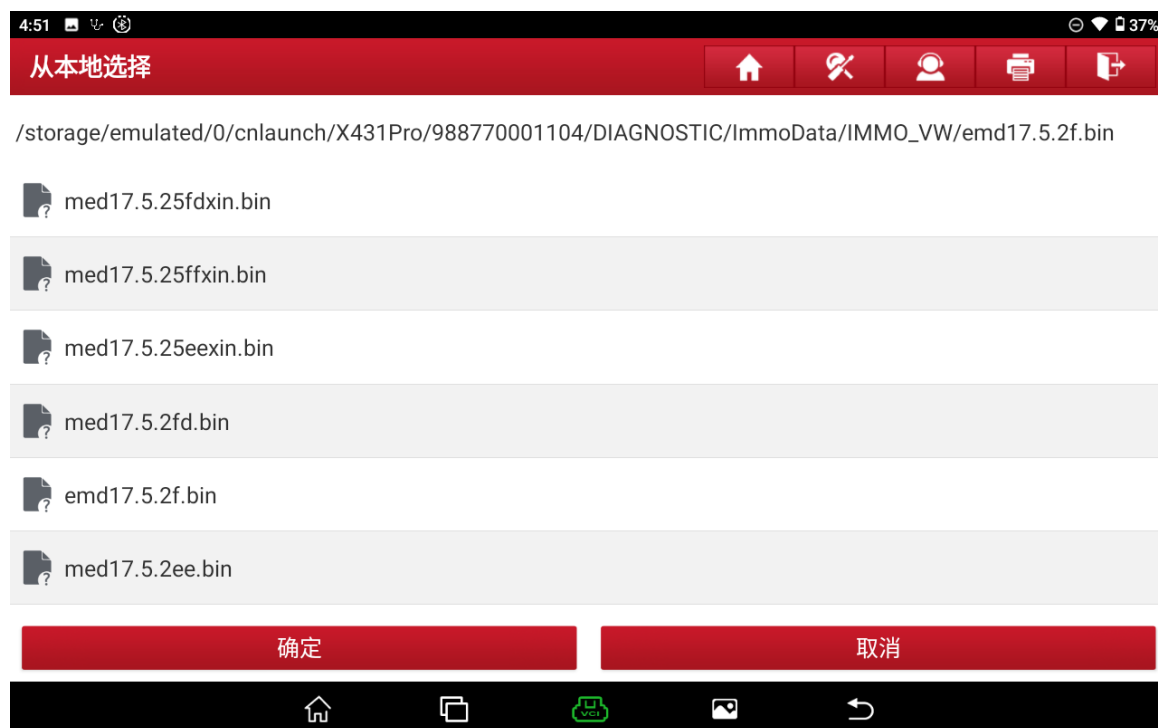 4:51 37%
从本地选择
/storage/emulated/0/cnlaunch/X431Pro/988770001104/DIAGNOSTIC/ImmoData/IMMO_VW/emd17.5.2f.bin
med17.5.25fdxin.bin
med17.5.25ffxin.bin
med17.5.25eexin.bin
med17.5.2fd.bin
emd17.5.2f.bin
med17.5.2ee.bin
确定 取消
VCI